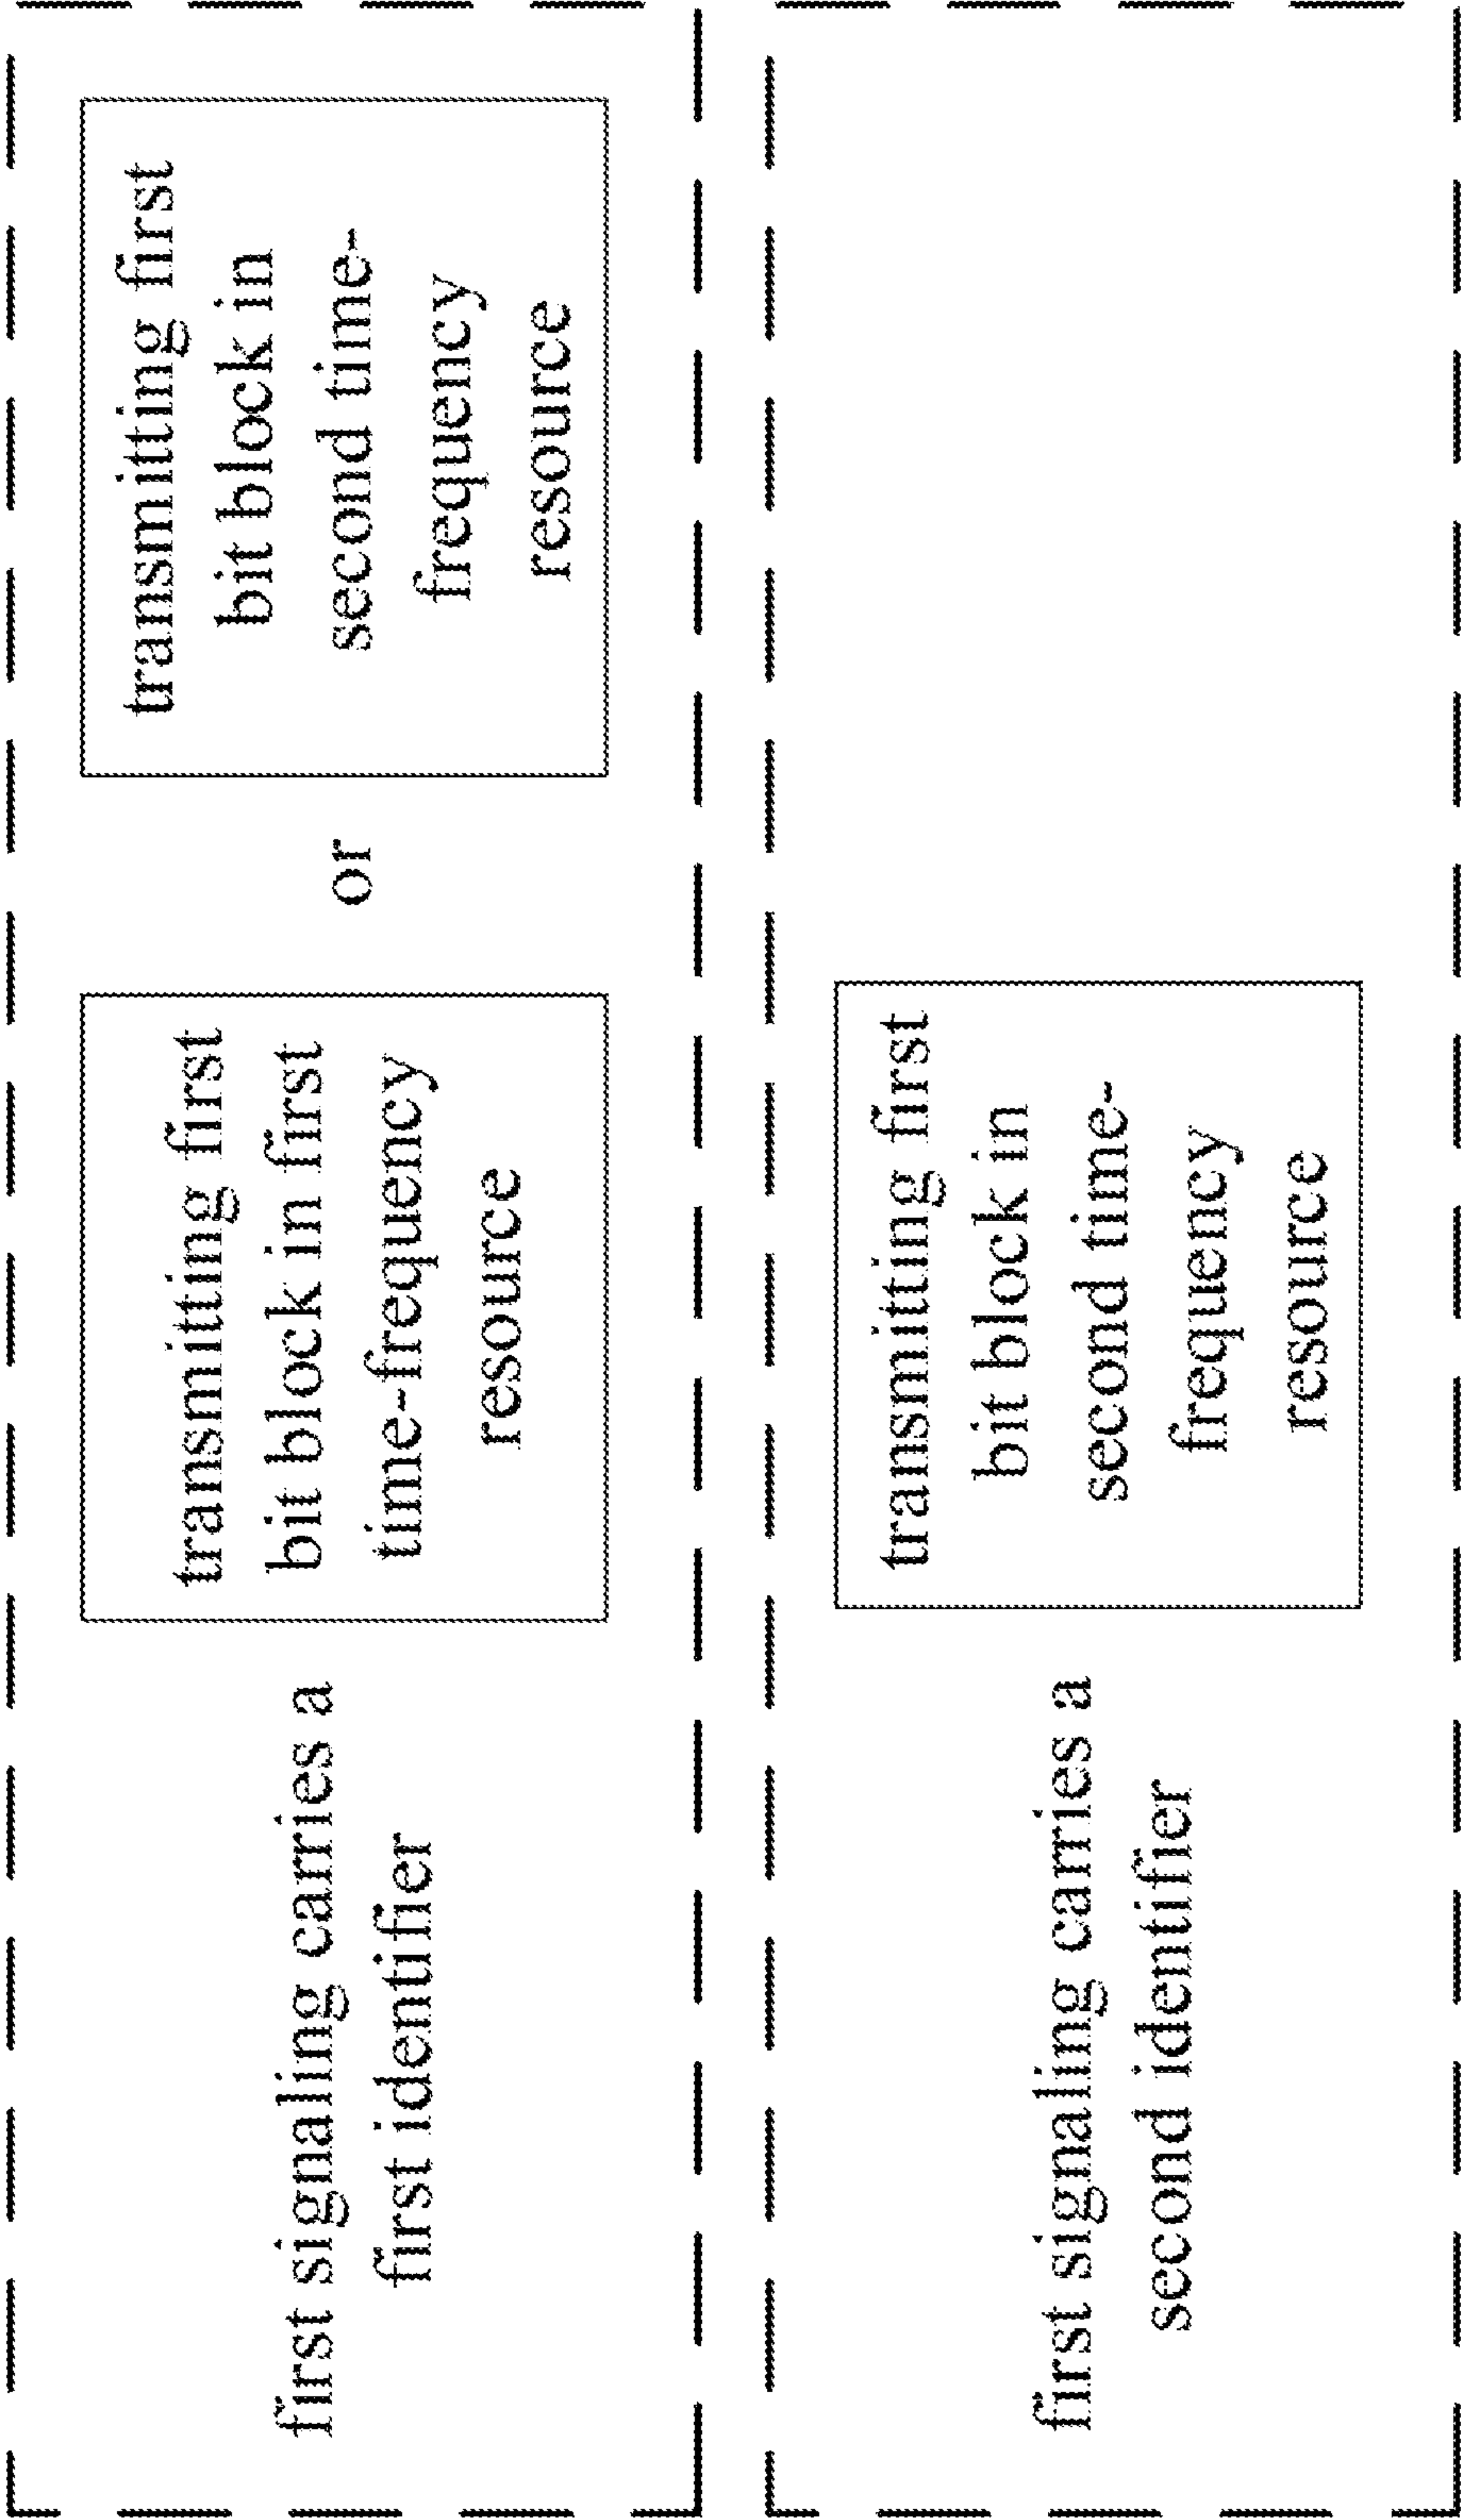 first signaling carries a
first identifier
transmitting first
bit block in first
time-frequency
resource
or
transmitting first
bit block in
second time-
frequency
resource
first signaling carries a
second identifier
transmitting first
bit block in
second time-
frequency
resource